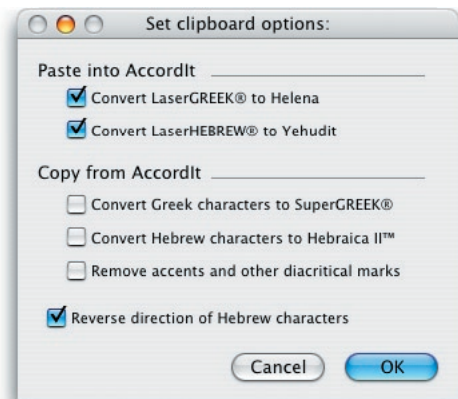 Set clipboard options:
Paste into AccordIt
Convert LaserGREEK® to Helena
Convert LaserHEBREW® to Yehudit
Copy from AccordIt
Convert Greek characters to SuperGREEK®
Convert Hebrew characters to Hebraica II™
Remove accents and other diacritical marks
Reverse direction of Hebrew characters
Cancel OK